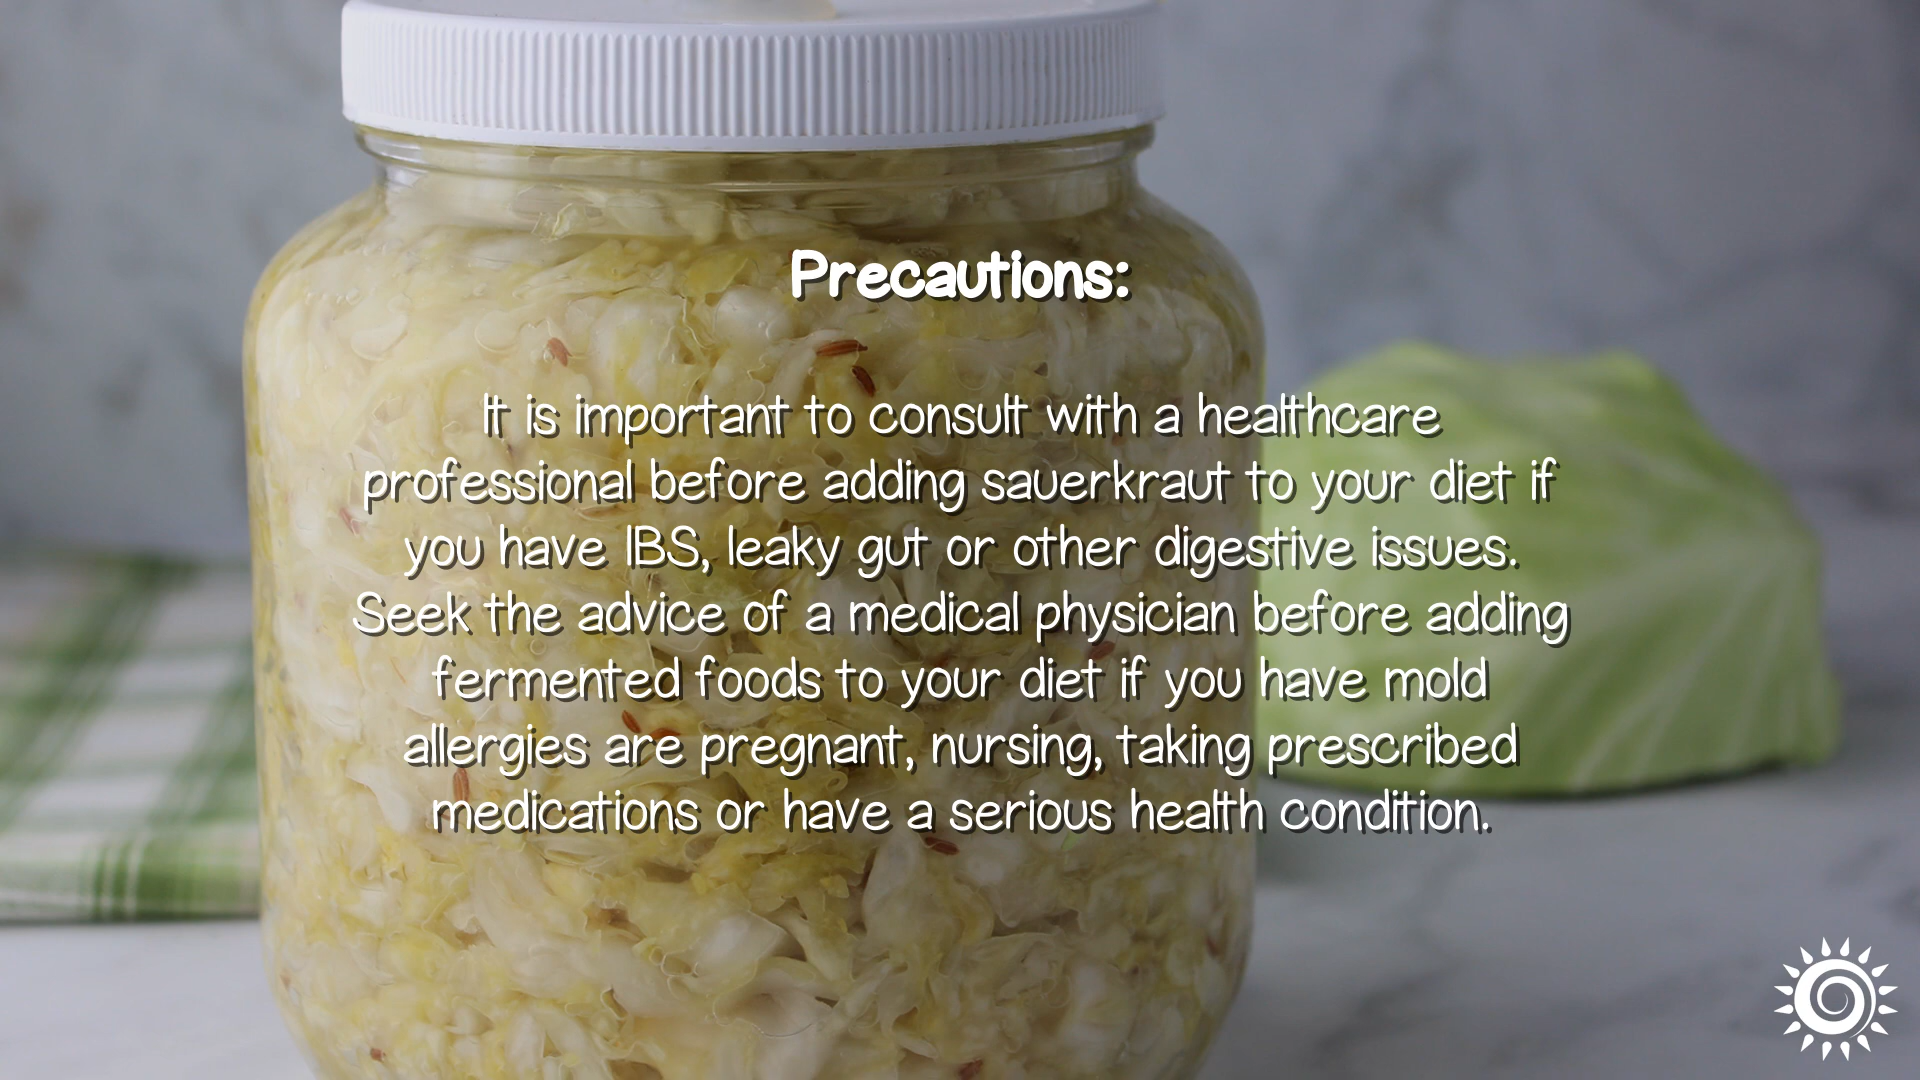 Precautions:
It is important to consult with a healthcare
professional before adding sauerkraut to your diet if
you have IBS, leaky gut or other digestive issues.
Seek the advice of a medical physician before adding
fermented foods to your diet if you have mold
allergies are pregnant, nursing, taking prescribed
medications or have a serious health condition.